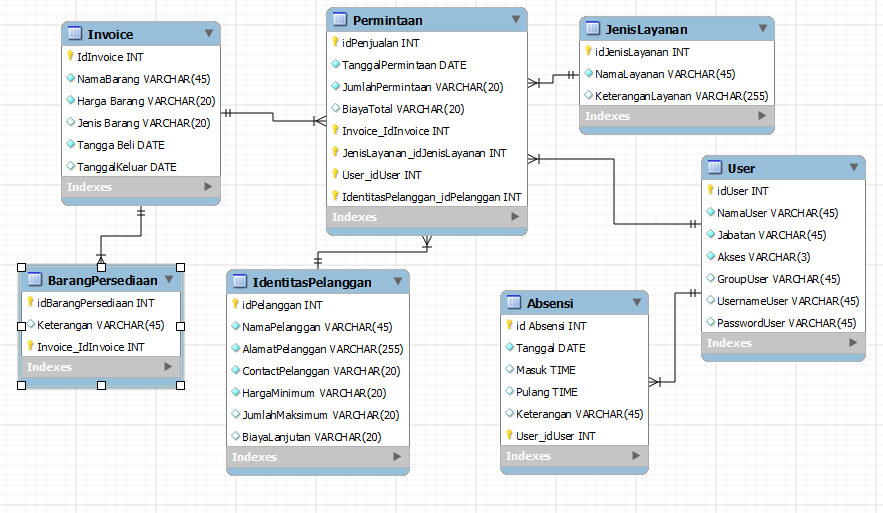 Invoice
IdInvoice INT
NamaBarang VARCHAR(45)
Harga Barang VARCHAR(20)
Jenis Barang VARCHAR(20)
Tangga Beli DATE
TanggalKeluar DATE
Indexes
Permintaan
idPenjualan INT
TanggalPermintaan DATE
JumlahPermintaan VARCHAR(20)
BiayaTotal VARCHAR(20)
Invoice_IdInvoice INT
JenisLayanan_idJenisLayanan INT
User_idUser INT
IdentitasPelanggan_idPelanggan INT
Indexes
JenisLayanan
idJenisLayanan INT
NamaLayanan VARCHAR(45)
KeteranganLayanan VARCHAR(255)
Indexes
User
idUser INT
NamaUser VARCHAR(45)
Jabatan VARCHAR(45)
Akses VARCHAR(3)
GroupUser VARCHAR(45)
UsernameUser VARCHAR(45)
PasswordUser VARCHAR(45)
Indexes
BarangPersediaan
idBarangPersediaan INT
Keterangan VARCHAR(45)
Invoice_IdInvoice INT
Indexes
IdentitasPelanggan
idPelanggan INT
NamaPelanggan VARCHAR(45)
AlamatPelanggan VARCHAR(255)
ContactPelanggan VARCHAR(20)
HargaMinimum VARCHAR(20)
JumlahMaksimum VARCHAR(20)
BiayaLanjutan VARCHAR(20)
Indexes
Absensi
id Absensi INT
Tanggal DATE
Masuk TIME
Pulang TIME
Keterangan VARCHAR(45)
User_idUser INT
Indexes